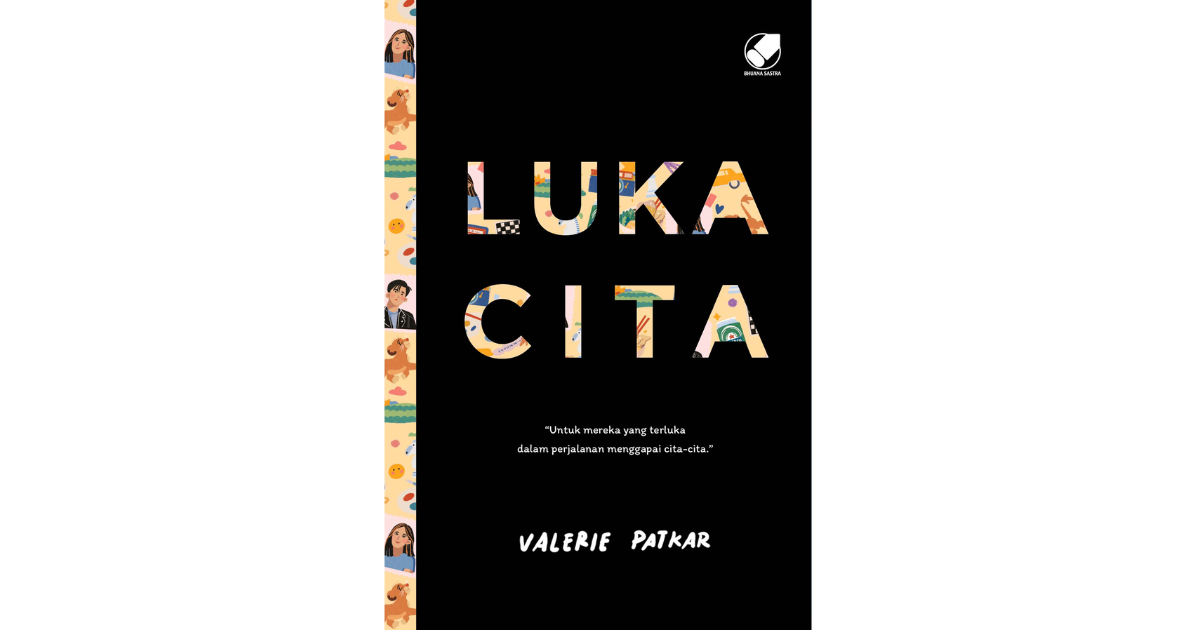 BHUANA SASTRA
LUKA
CITA
“Untuk mereka yang terluka
dalam perjalanan menggapai cita-cita.”
VALERIE PATKAR